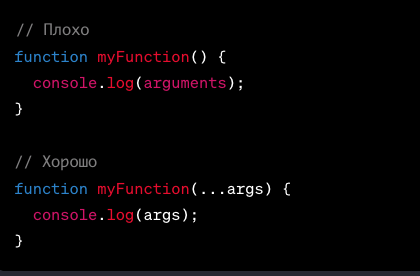 // Плохо
function myFunction() {
  console.log(arguments);
}

// Хорошо
function myFunction(...args) {
  console.log(args);
}